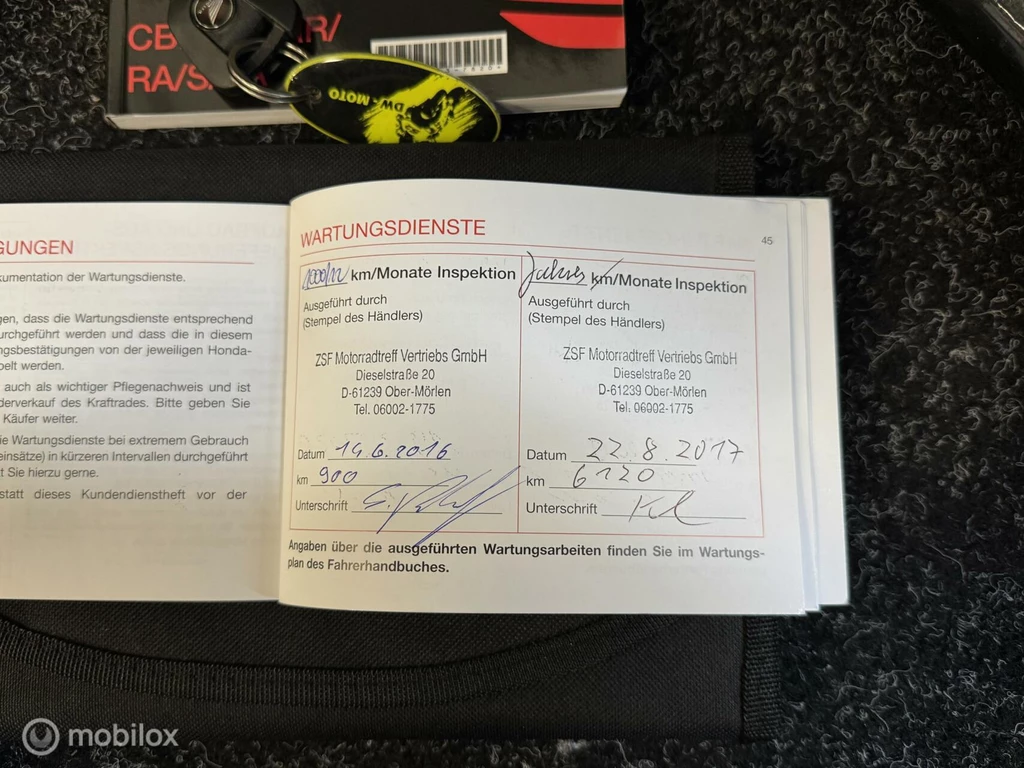 CB
R/
RA/S
DW-MOTO
GUNGEN
kumentation der Wartungsdienste.
gen, dass die Wartungsdienste entsprechend
urchgeführt werden und dass die in diesem
ngsbestätigungen von der jeweiligen Honda-
pelt werden.
auch als wichtiger Pflegenachweis und ist
derverkauf des Kraftrades. Bitte geben Sie
Käufer weiter.
ie Wartungsdienste bei extremem Gebrauch
einsätze) in kürzeren Intervallen durchgeführt
t Sie hierzu gerne.
statt dieses Kundendienstheft vor der
WARTUNGSDIENSTE
45
1000/12 km/Monate Inspektion
Ausgeführt durch
(Stempel des Händlers)
ZSF Motorradtreff Vertriebs GmbH
Dieselstraße 20
D-61239 Ober-Mörlen
Tel. 06002-1775
Datum 14.6.2016
km 900
Unterschrift
Jahres km/Monate Inspektion
Ausgeführt durch
(Stempel des Händlers)
ZSF Motorradtreff Vertriebs GmbH
Dieselstraße 20
D-61239 Ober-Mörlen
Tel. 06002-1775
Datum 22.8.2017
km 6120
Unterschrift
Angaben über die ausgeführten Wartungsarbeiten finden Sie im Wartungs-
plan des Fahrerhandbuches.
mobilox